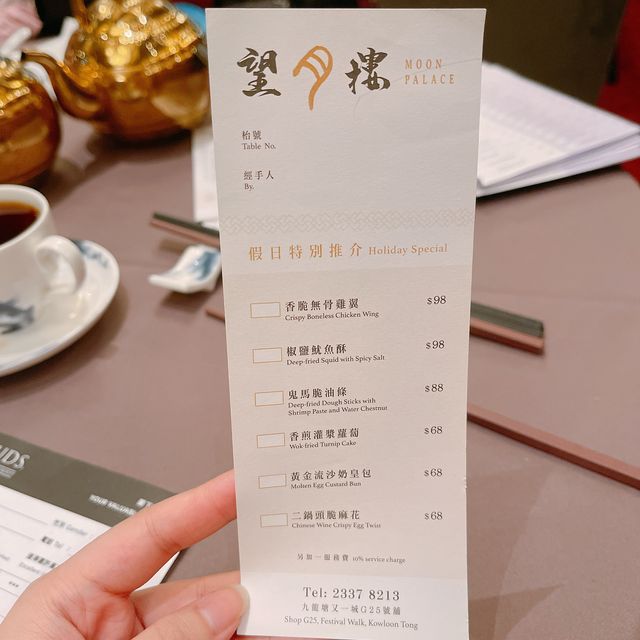 望月樓
MOON
PALACE
枱號
Table No.
經手人
By.
假日特別推介 Holiday Special
香脆無骨雞翼 $98
Crispy Boneless Chicken Wing
椒鹽魷魚酥 $98
Deep-fried Squid with Spicy Salt
鬼馬脆油條 $88
Deep-fried Dough Sticks with
Shrimp Paste and Water Chestnut
香煎灌漿蘿蔔 $68
Wok-fried Turnip Cake
黃金流沙奶皇包 $68
Molten Egg Custard Bun
二鍋頭脆麻花 $68
Chinese Wine Crispy Egg Twist
另加一服務費 10% service charge
Tel: 2337 8213
九龍塘又一城G25號舖
Shop G25, Festival Walk, Kowloon Tong